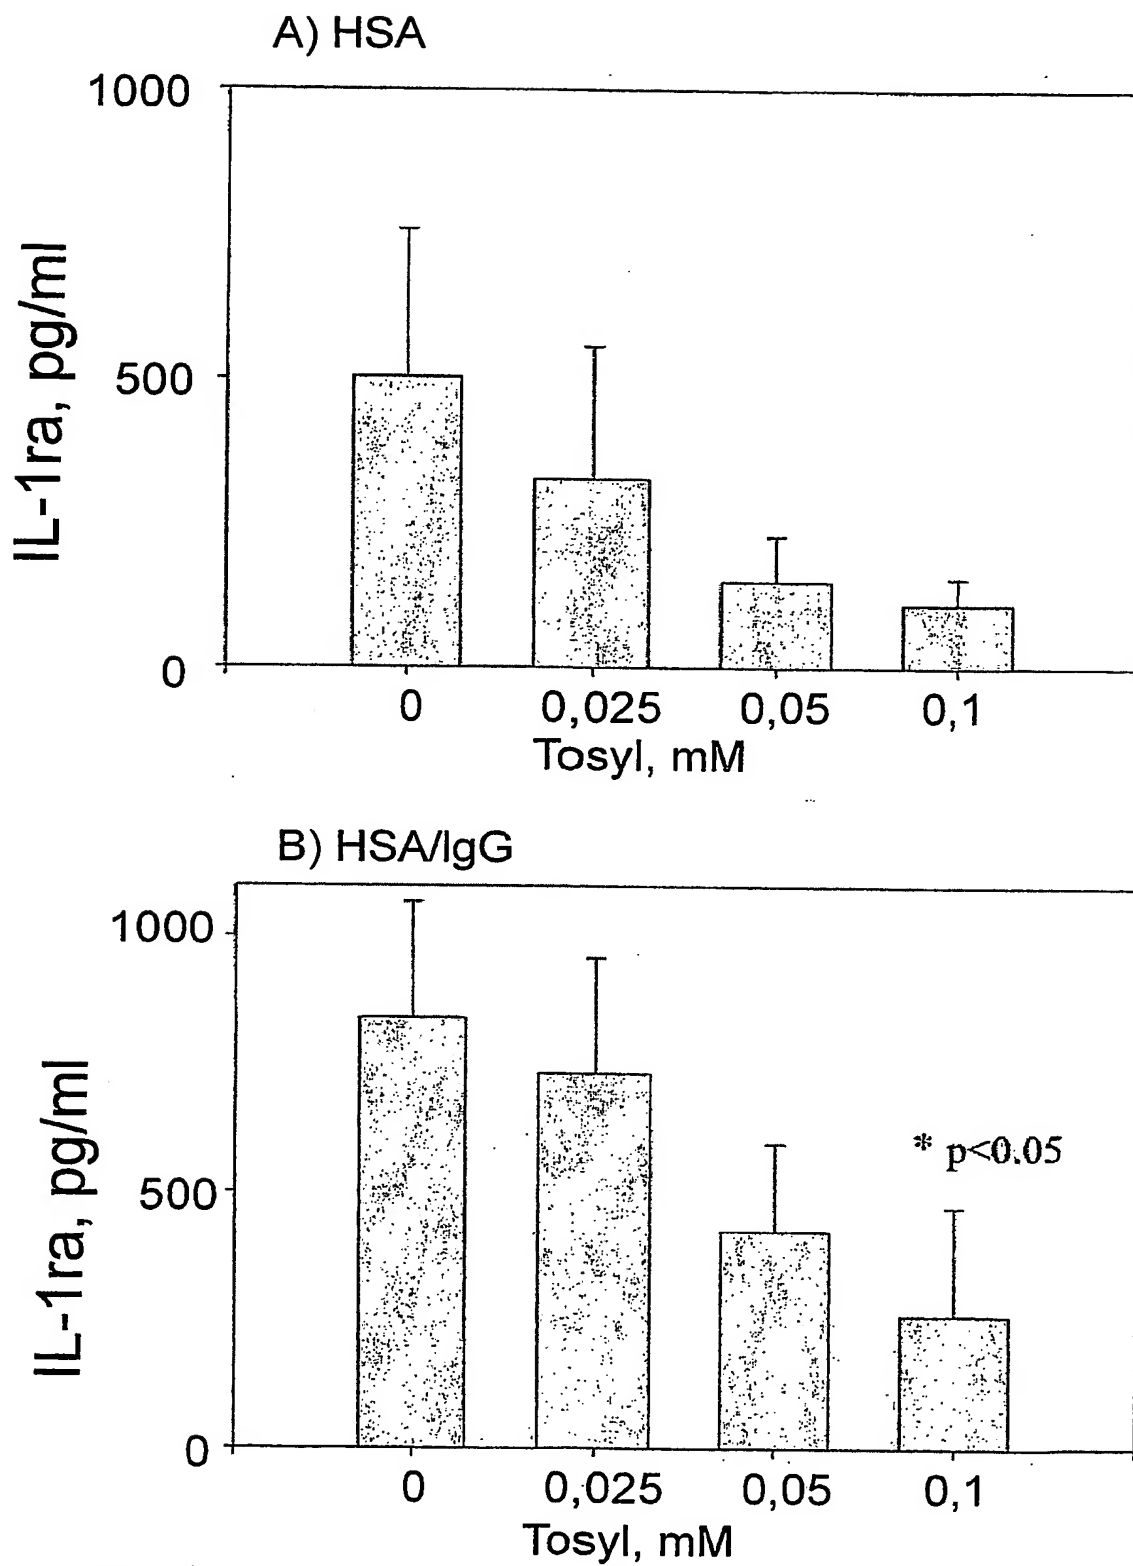 A) HSA
1000
500
0
IL-1ra, pg/ml
0 0,025 0,05 0,1
Tosyl, mM
B) HSA/IgG
1000
500
0
IL-1ra, pg/ml
* p<0.05
0 0,025 0,05 0,1
Tosyl, mM